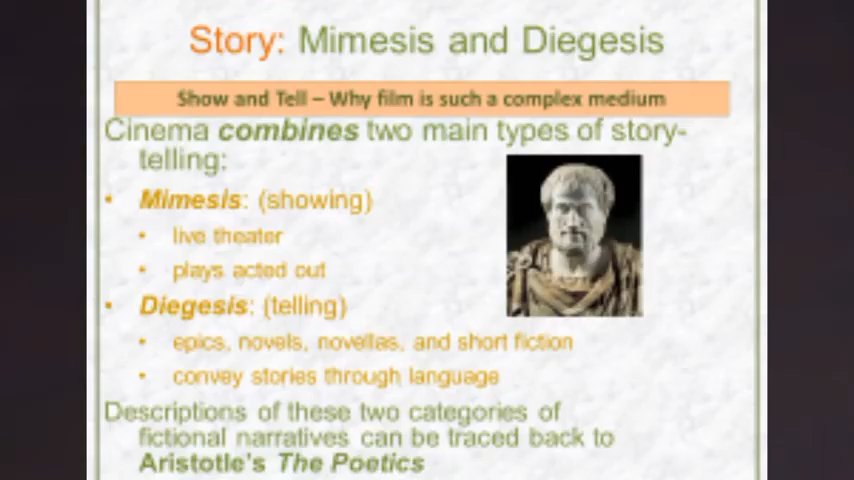 Story: Mimesis and Diegesis
Show and Tell – Why film is such a complex medium
Cinema combines two main types of story-
telling:
• Mimesis: (showing)
• live theater
• plays acted out
• Diegesis: (telling)
• epics, novels, novellas, and short fiction
• convey stories through language
Descriptions of these two categories of
fictional narratives can be traced back to
Aristotle's The Poetics